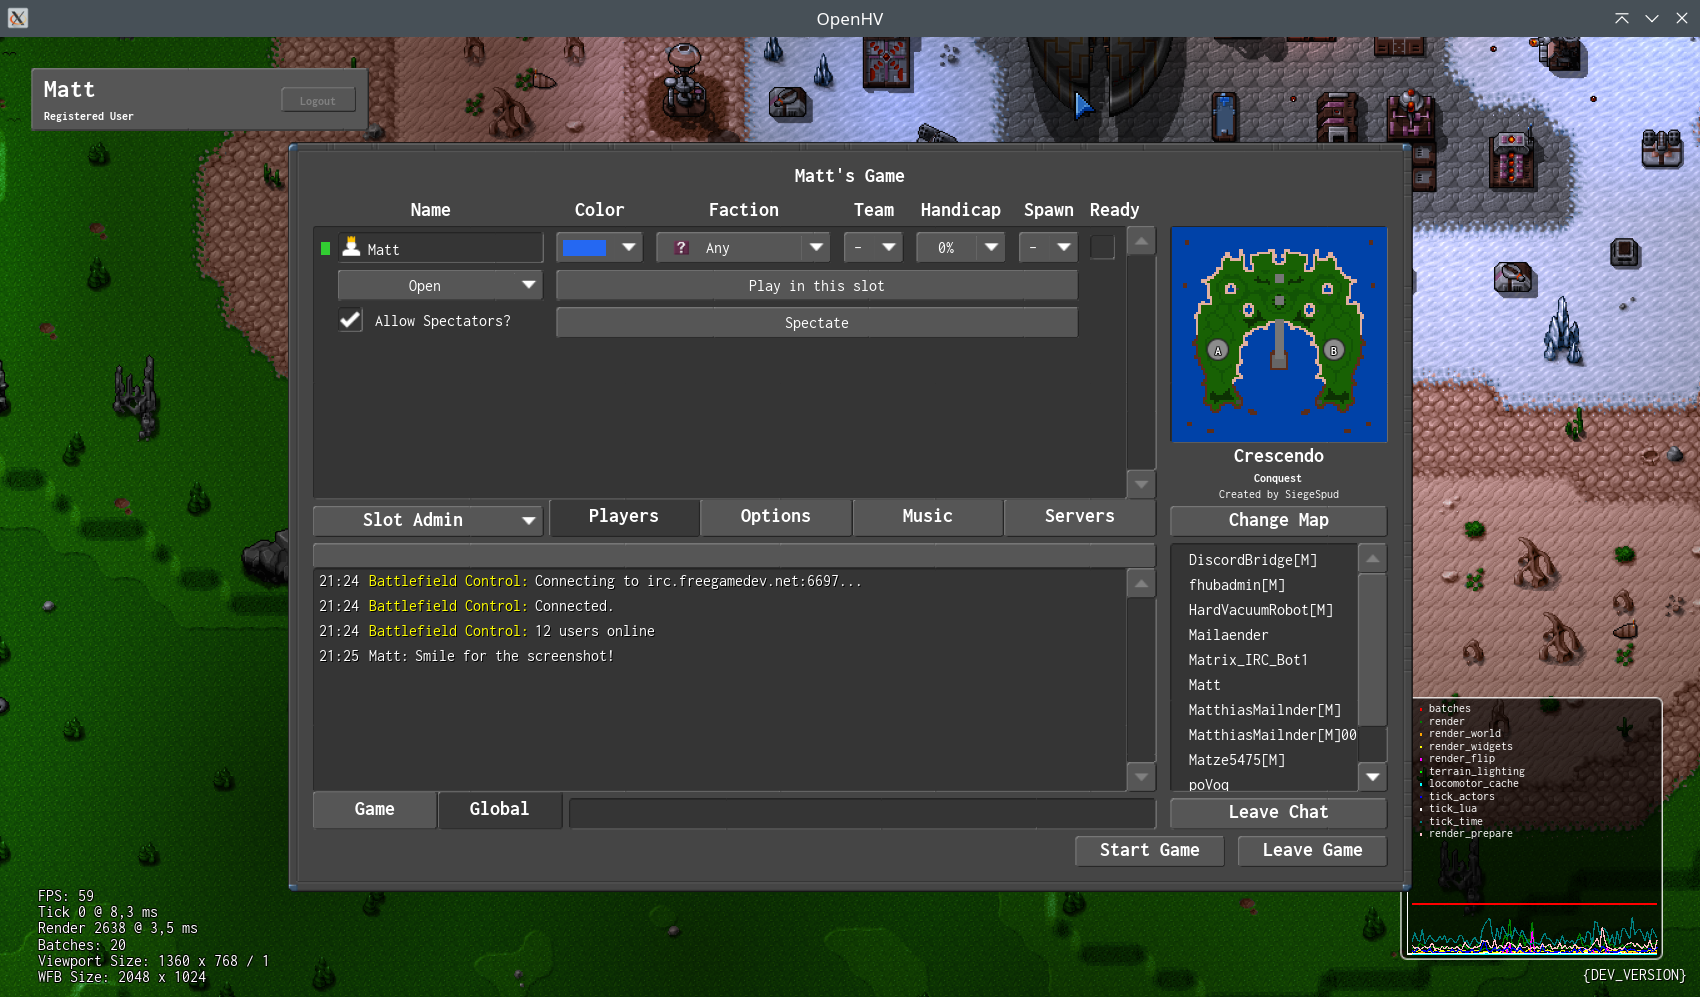 OpenHV
Matt
Logout
Registered User
Matt's Game
Name Color Faction Team Handicap Spawn Ready
Matt ? Any - 0% -
Open Play in this slot
Allow Spectators? Spectate
A B
Crescendo
Conquest
Created by SiegeSpud
Slot Admin Players Options Music Servers Change Map
21:24 Battlefield Control: Connecting to irc.freegamedev.net:6697...
21:24 Battlefield Control: Connected.
21:24 Battlefield Control: 12 users online
21:25 Matt: Smile for the screenshot!
DiscordBridge[M]
fhubadmin[M]
HardVacuumRobot[M]
Mailaender
Matrix_IRC_Bot1
Matt
MatthiasMailnder[M]
MatthiasMailnder[M]00
Matze5475[M]
poVoq
Game Global Leave Chat
Start Game Leave Game
batches
render
render_world
render_widgets
render_flip
terrain_lighting
locomotor_cache
tick_actors
tick_lua
tick_time
render_prepare
FPS: 59
Tick 0 @ 8,3 ms
Render 2638 @ 3,5 ms
Batches: 20
Viewport Size: 1360 x 768 / 1
WFB Size: 2048 x 1024
{DEV_VERSION}